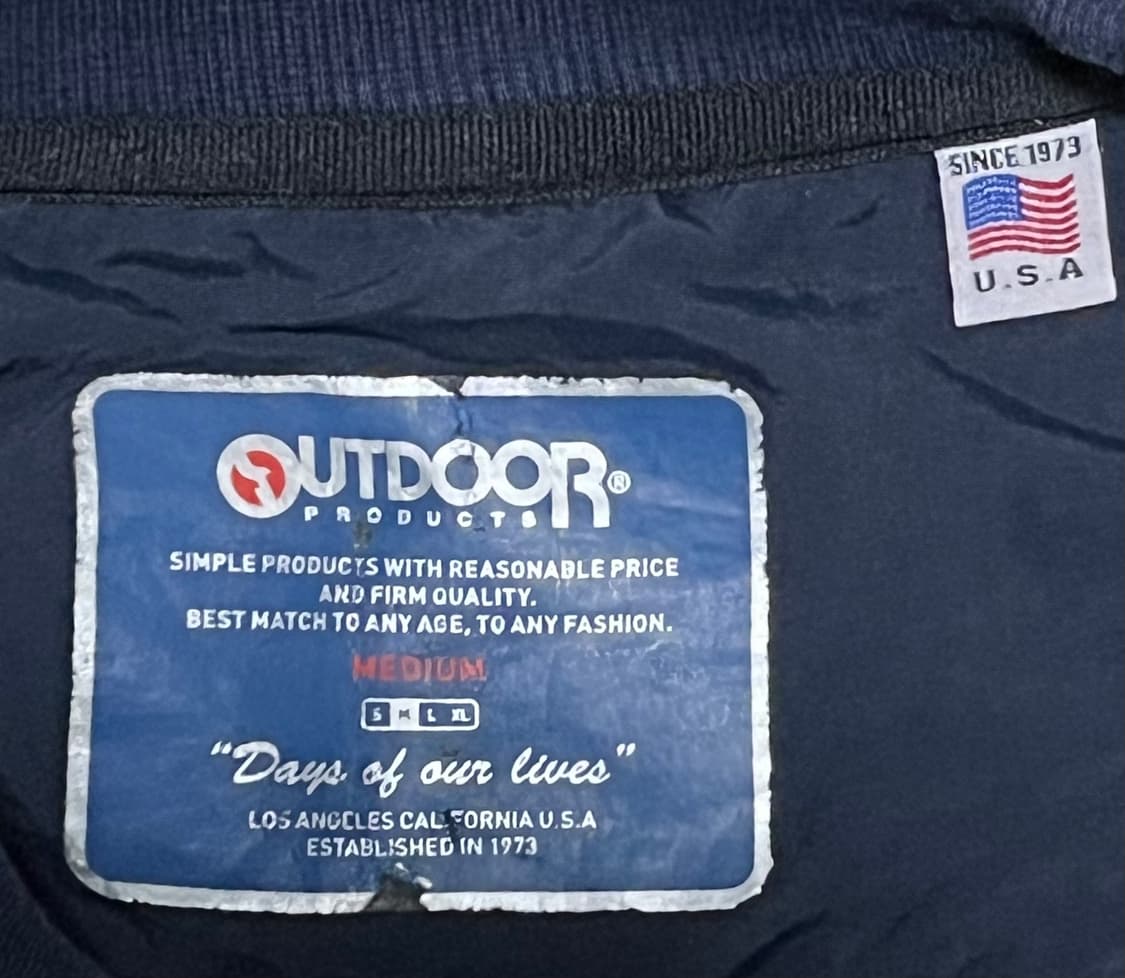 SINCE 1973
U.S.A
OUTDOOR®
PRODUCTS
SIMPLE PRODUCTS WITH REASONABLE PRICE
AND FIRM QUALITY.
BEST MATCH TO ANY AGE, TO ANY FASHION.
MEDIUM
S M L XL
"Days of our lives"
LOS ANGELES CALIFORNIA U.S.A
ESTABLISHED IN 1973